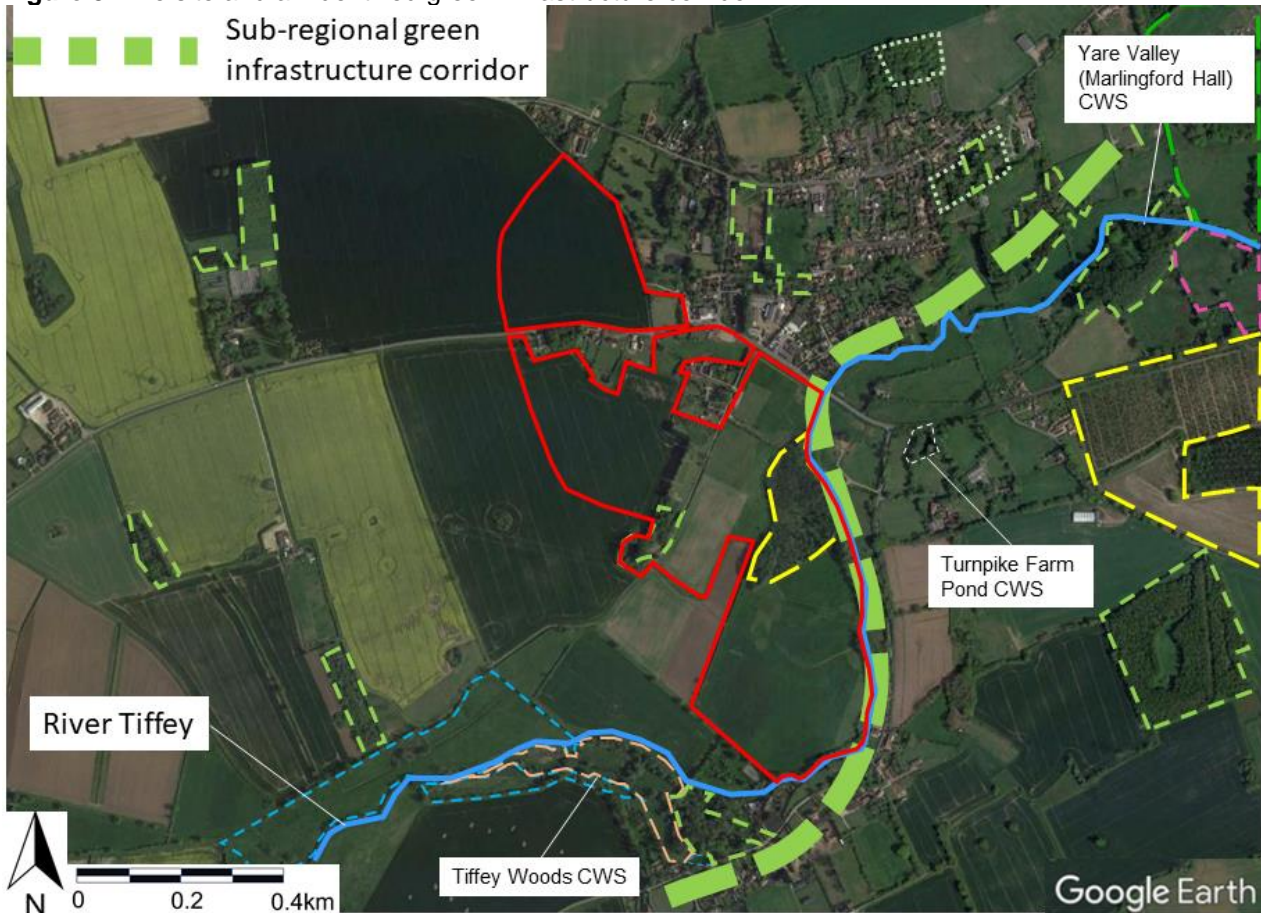 Sub-regional green
infrastructure corridor
Yare Valley
(Marlingford Hall)
CWS
Turnpike Farm
Pond CWS
River Tiffey
Tiffey Woods CWS
N
0 0.2 0.4km
Google Earth